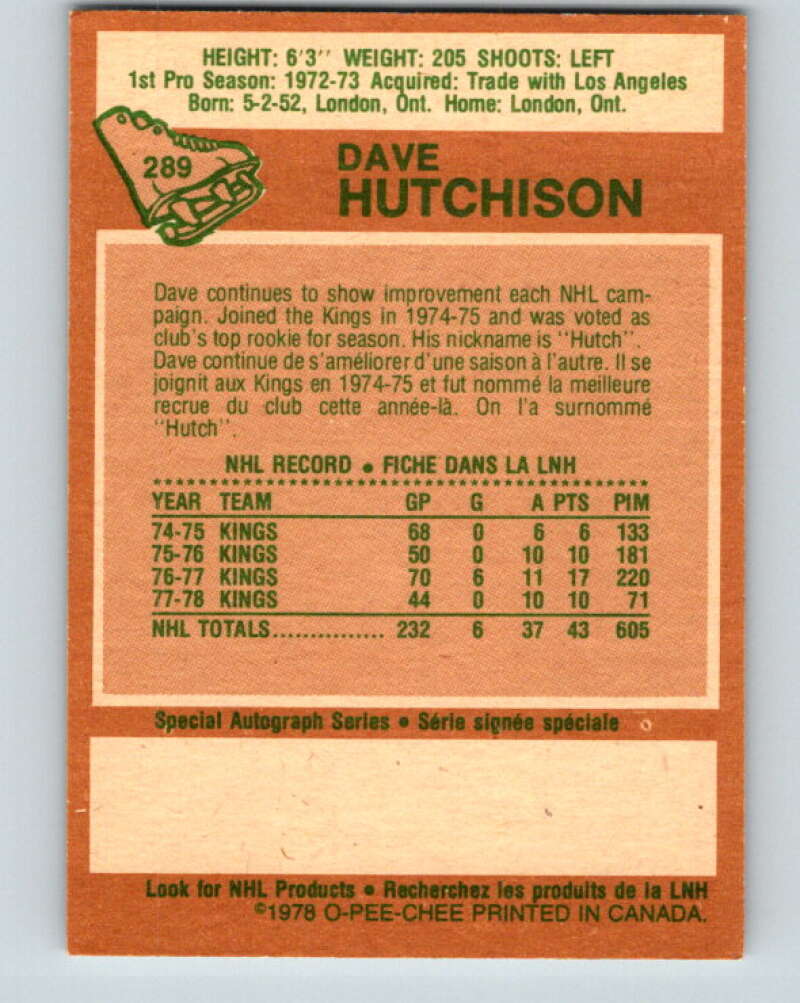 HEIGHT: 6'3'' WEIGHT: 205 SHOOTS: LEFT
1st Pro Season: 1972-73 Acquired: Trade with Los Angeles
Born: 5-2-52, London, Ont. Home: London, Ont.
289
DAVE
HUTCHISON
Dave continues to show improvement each NHL cam-
paign. Joined the Kings in 1974-75 and was voted as
club's top rookie for season. His nickname is ''Hutch''.
Dave continue de s'améliorer d'une saison à l'autre. Il se
joignit aux Kings en 1974-75 et fut nommé la meilleure
recrue du club cette année-là. On l'a surnommé
''Hutch''.
NHL RECORD • FICHE DANS LA LNH
YEAR TEAM GP G A PTS PIM
74-75 KINGS 68 0 6 6 133
75-76 KINGS 50 0 10 10 181
76-77 KINGS 70 6 11 17 220
77-78 KINGS 44 0 10 10 71
NHL TOTALS............... 232 6 37 43 605
Special Autograph Series • Série signée spéciale
Look for NHL Products • Recherchez les produits de la LNH
©1978 O-PEE-CHEE PRINTED IN CANADA.